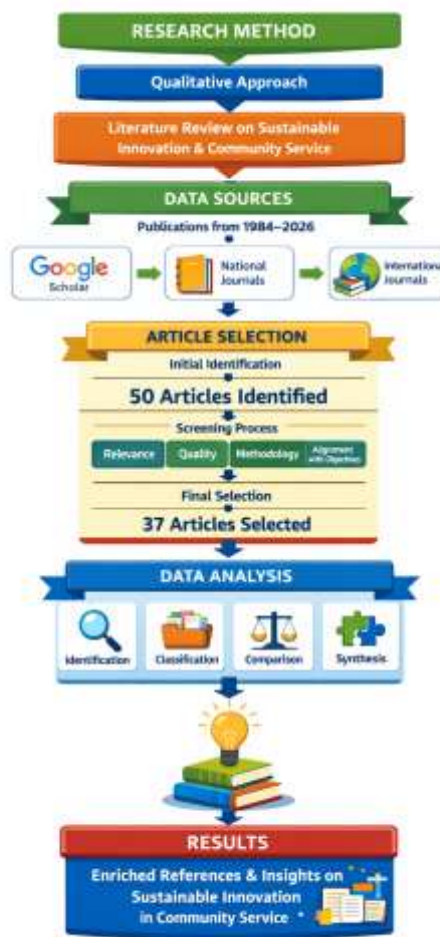 RESEARCH METHOD
Qualitative Approach
Literature Review on Sustainable
Innovation & Community Service
DATA SOURCES
Publications from 1984–2026
Google
Scholar
National
Journals
International
Journals
ARTICLE SELECTION
Initial Identification
50 Articles Identified
Screening Process
Relevance
Quality
Methodology
Alignment
with Objectives
Final Selection
37 Articles Selected
DATA ANALYSIS
Identification
Classification
Comparison
Synthesis
RESULTS
Enriched References & Insights on
Sustainable Innovation
in Community Service